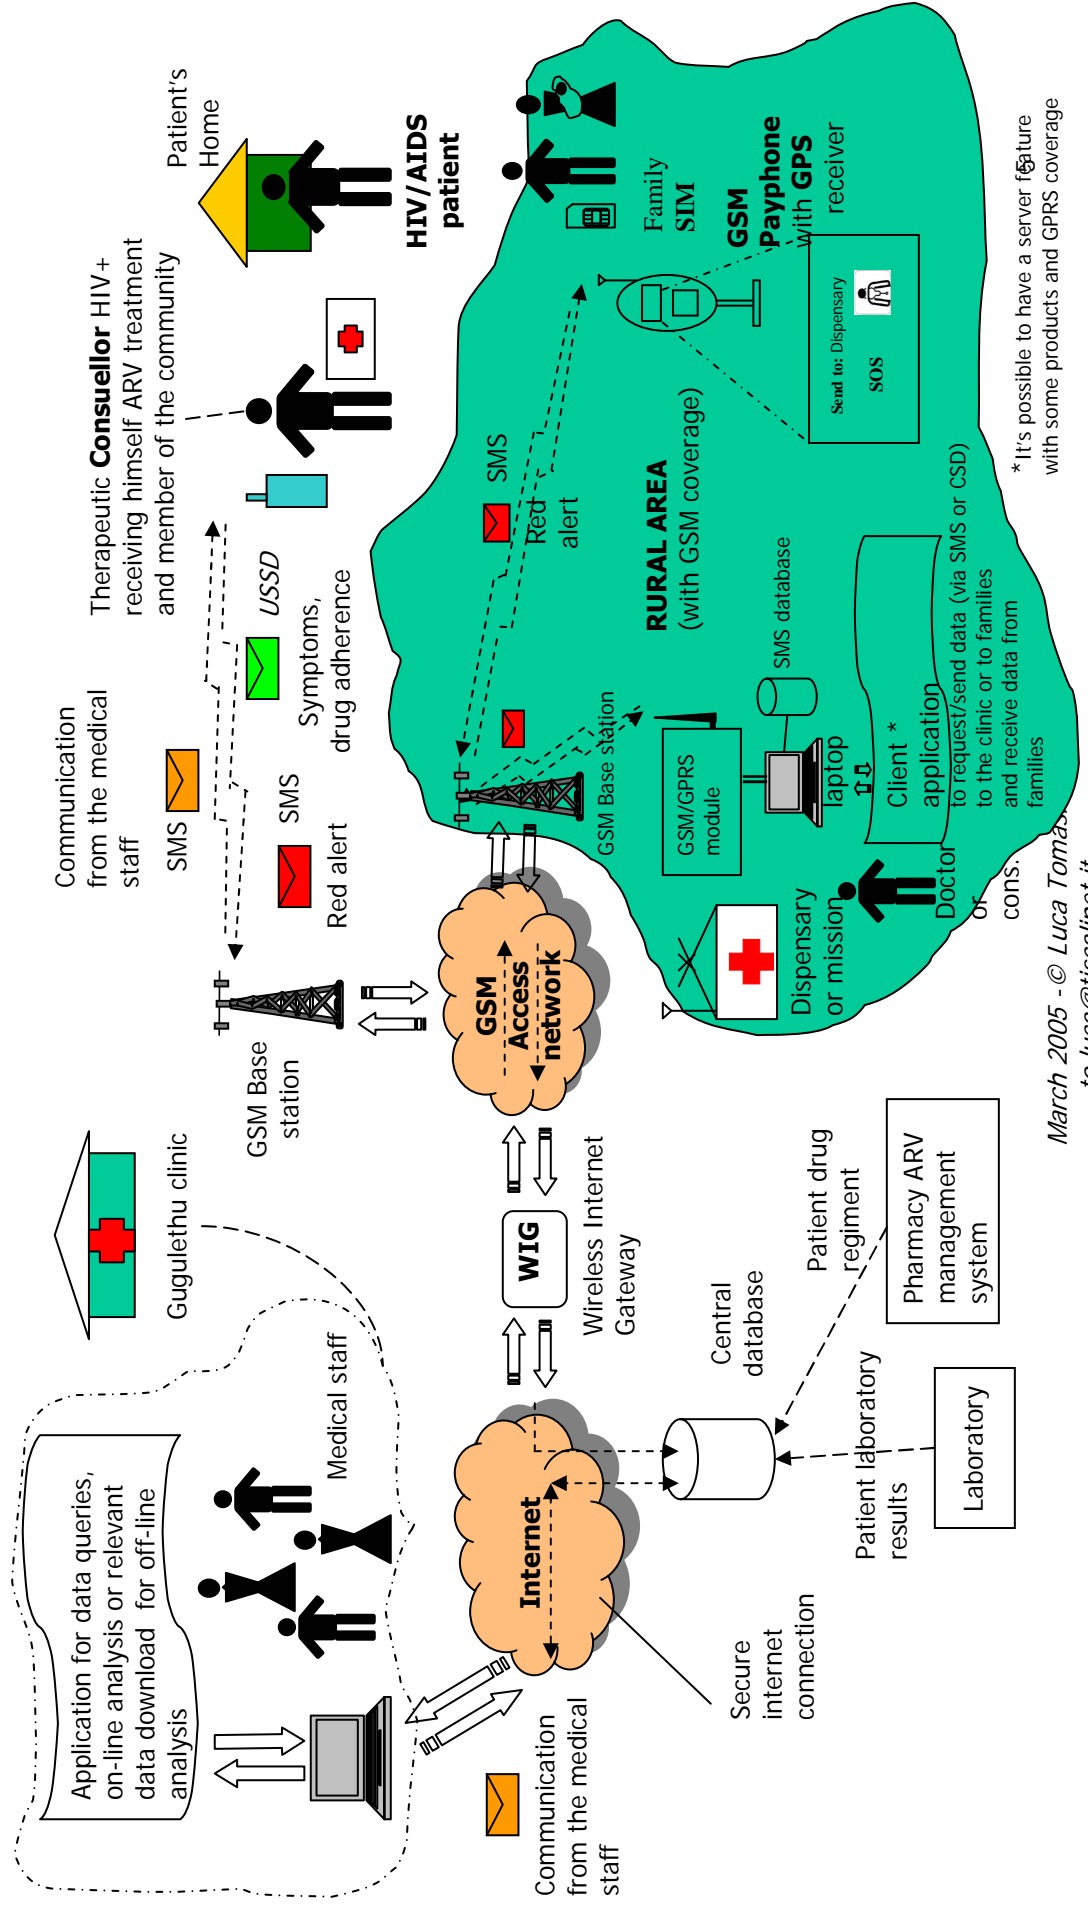 Application for data queries,
on-line analysis or relevant
data download for off-line
analysis
Medical staff
Gugulethu clinic
Communication
from the medical
staff
SMS
Therapeutic Consuellor HIV+
receiving himself ARV treatment
and member of the community
Patient's
Home
HIV/AIDS
patient
GSM Base
station
Red alert
SMS
Symptoms,
drug adherence
USSD
Communication
from the medical
staff
Internet
Secure
internet
connection
WIG
Wireless Internet
Gateway
GSM
Access
network
Central
database
Patient drug
regiment
Pharmacy ARV
management
system
Patient laboratory
results
Laboratory
SMS
Red
alert
GSM Base station
RURAL AREA
(with GSM coverage)
Family
SIM
GSM
Payphone
with GPS
receiver
Send to: Dispensary
SOS
GSM/GPRS
module
SMS database
laptop
Client *
application
to request/send data (via SMS or CSD)
to the clinic or to families
and receive data from
families
Dispensary
or mission
Doctor
or
cons.
*It's possible to have a server feature
with some products and GPRS coverage
March 2005 - © Luca Tomas
to.luca@tiscalinet.it